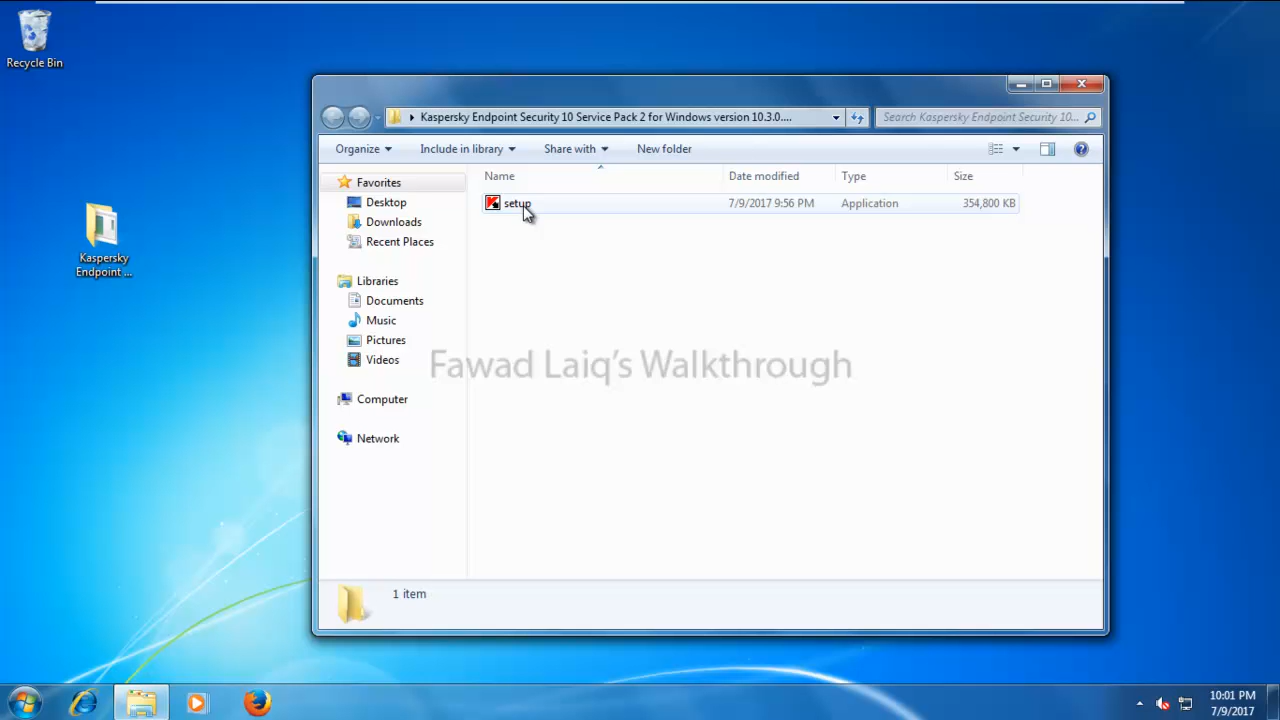 Recycle Bin
Kaspersky
Endpoint ...
Kaspersky Endpoint Security 10 Service Pack 2 for Windows version 10.3.0....
Search Kaspersky Endpoint Security 10...
Organize
Include in library
Share with
New folder
Name
Date modified
Type
Size
Favorites
Desktop
Downloads
Recent Places
Libraries
Documents
Music
Pictures
Videos
Computer
Network
setup
7/9/2017 9:56 PM
Application
354,800 KB
Fawad Laiq's Walkthrough
1 item
10:01 PM
7/9/2017